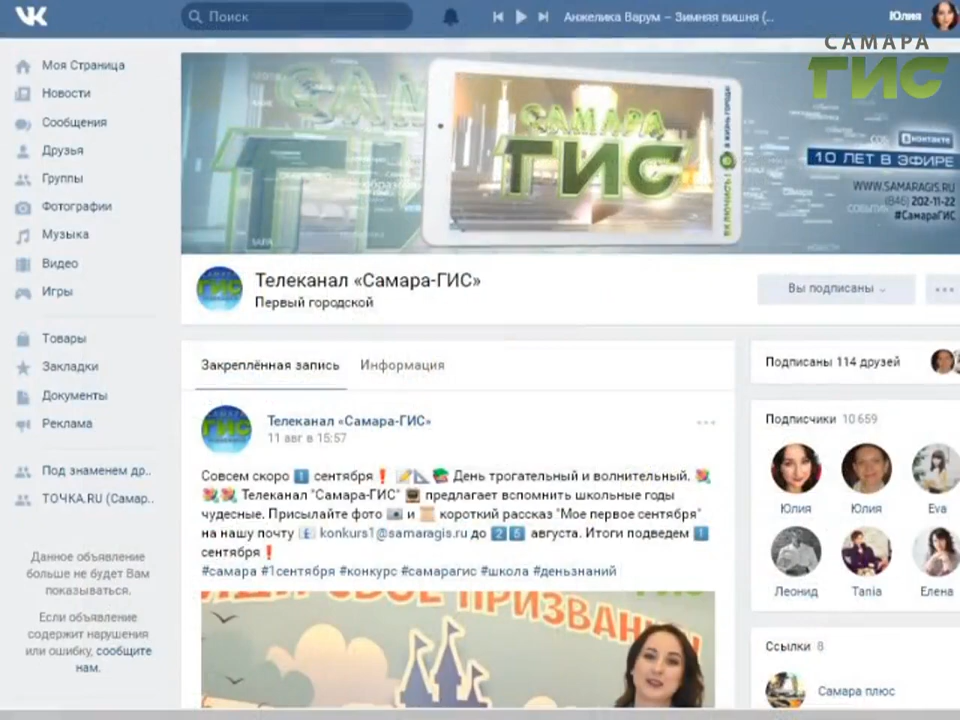 Поиск
Анжелика Варум – Зимняя вишня (...
Юлия
САМАРА
ГИС
Моя Страница
Новости
Сообщения
Друзья
Группы
Фотографии
Музыка
Видео
Игры
Товары
Закладки
Документы
Реклама
Под знаменем др..
ТОЧКА.RU (Самар..
Данное объявление
больше не будет Вам
показываться.
Если объявление
содержит нарушения
или ошибку, сообщите
нам.
САМАРА
ГИС
вконтакте
10 ЛЕТ В ЭФИРЕ
WWW.SAMARAGIS.RU
(846) 202-11-22
#СамараГИС
Телеканал «Самара-ГИС»
Первый городской
Вы подписаны
Закреплённая запись Информация
Телеканал «Самара-ГИС»
11 авг в 15:57
Совсем скоро 1 сентября❗ День трогательный и волнительный.
Телеканал "Самара-ГИС" предлагает вспомнить школьные годы
чудесные. Присылайте фото и короткий рассказ "Мое первое сентября"
на нашу почту konkurs1@samaragis.ru до 2 5 августа. Итоги подведем 1
сентября❗
#самара #1сентября #конкурс #самарагис #школа #деньзнаний
СВОЕ ПРИЗВАНИ
Подписаны 114 друзей
Подписчики 10 659
Юлия Юлия Eva
Леонид Tania Елена
Ссылки 8
Самара плюс